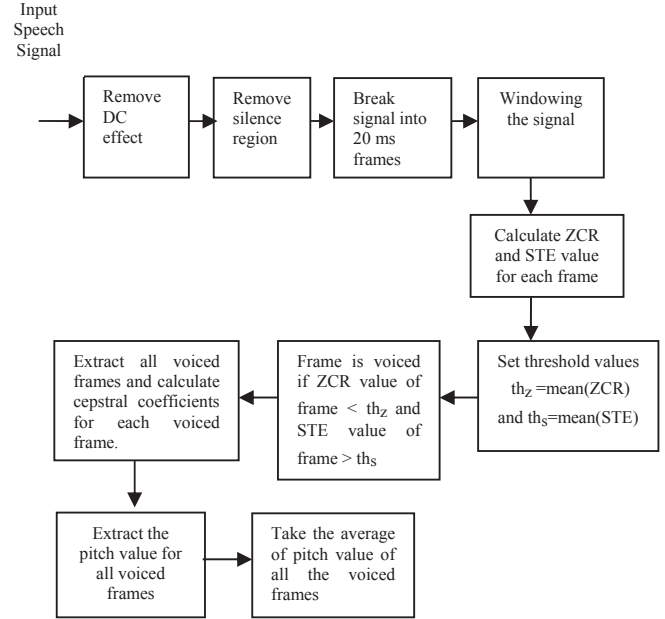 Input
Speech
Signal
Remove
DC
effect
Remove
silence
region
Break
signal into
20 ms
frames
Windowing
the signal
Calculate ZCR
and STE value
for each frame
Set threshold values
thZ =mean(ZCR)
and ths=mean(STE)
Frame is voiced
if ZCR value of
frame < thZ and
STE value of
frame > ths
Extract all voiced
frames and calculate
cepstral coefficients
for each voiced
frame.
Extract the
pitch value for
all voiced
frames
Take the average
of pitch value of
all the voiced
frames